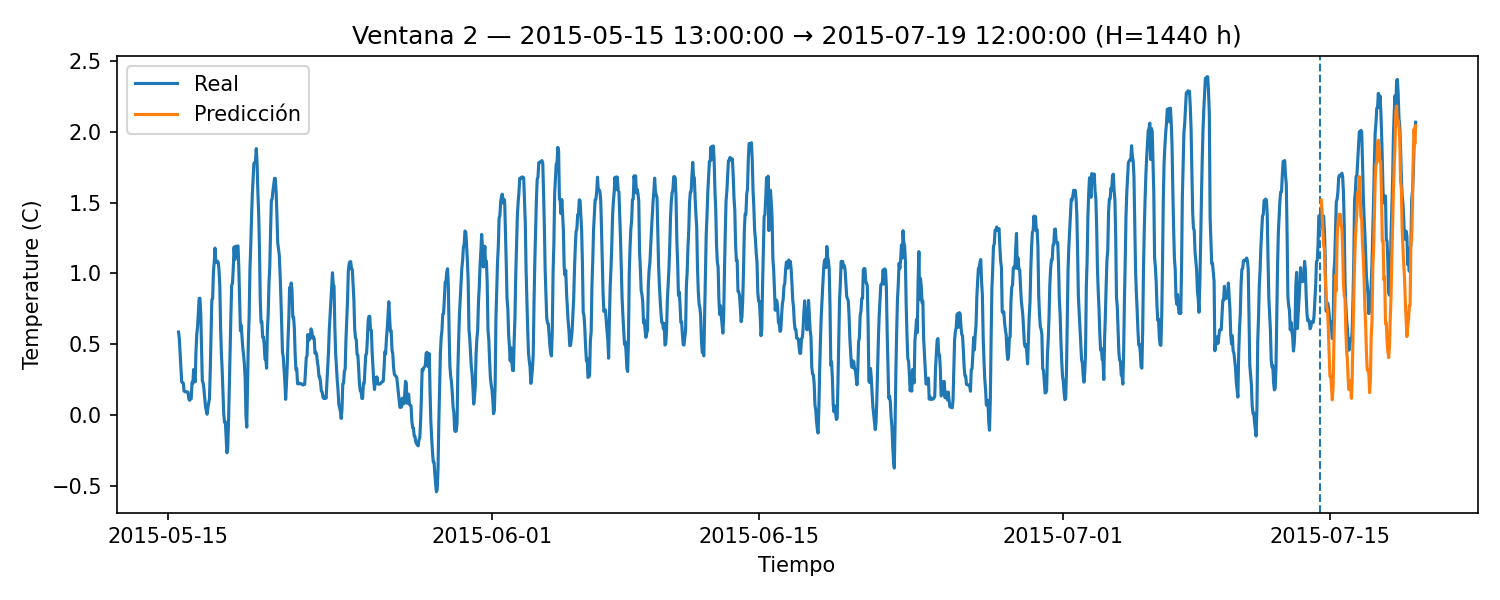 Ventana 2 — 2015-05-15 13:00:00 → 2015-07-19 12:00:00 (H=1440 h)
2.5
2.0
1.5
1.0
0.5
0.0
−0.5
Temperature (C)
Real
Predicción
2015-05-15
2015-06-01
2015-06-15
2015-07-01
2015-07-15
Tiempo